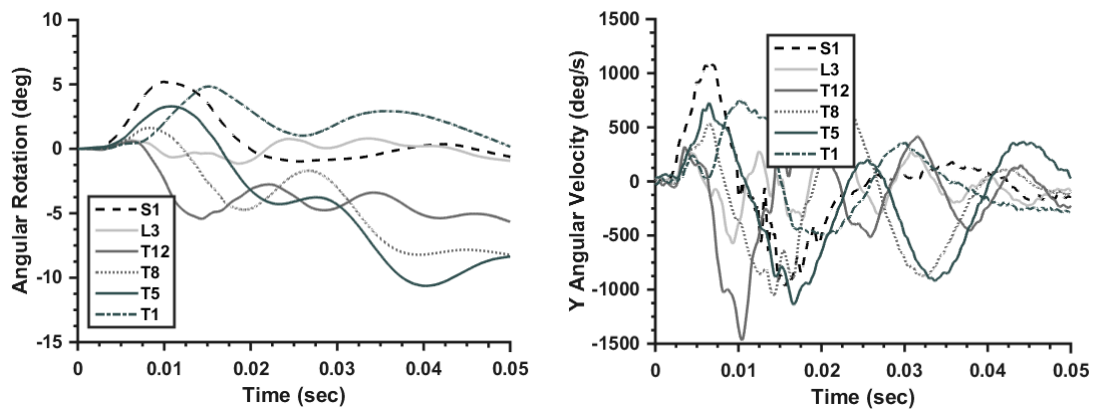 Angular Rotation (deg)
10
5
0
-5
-10
-15
S1
L3
T12
T8
T5
T1
0
0.01
0.02
0.03
0.04
0.05
Time (sec)
Y Angular Velocity (deg/s)
1500
1000
500
0
-500
-1000
-1500
S1
L3
T12
T8
T5
T1
0
0.01
0.02
0.03
0.04
0.05
Time (sec)